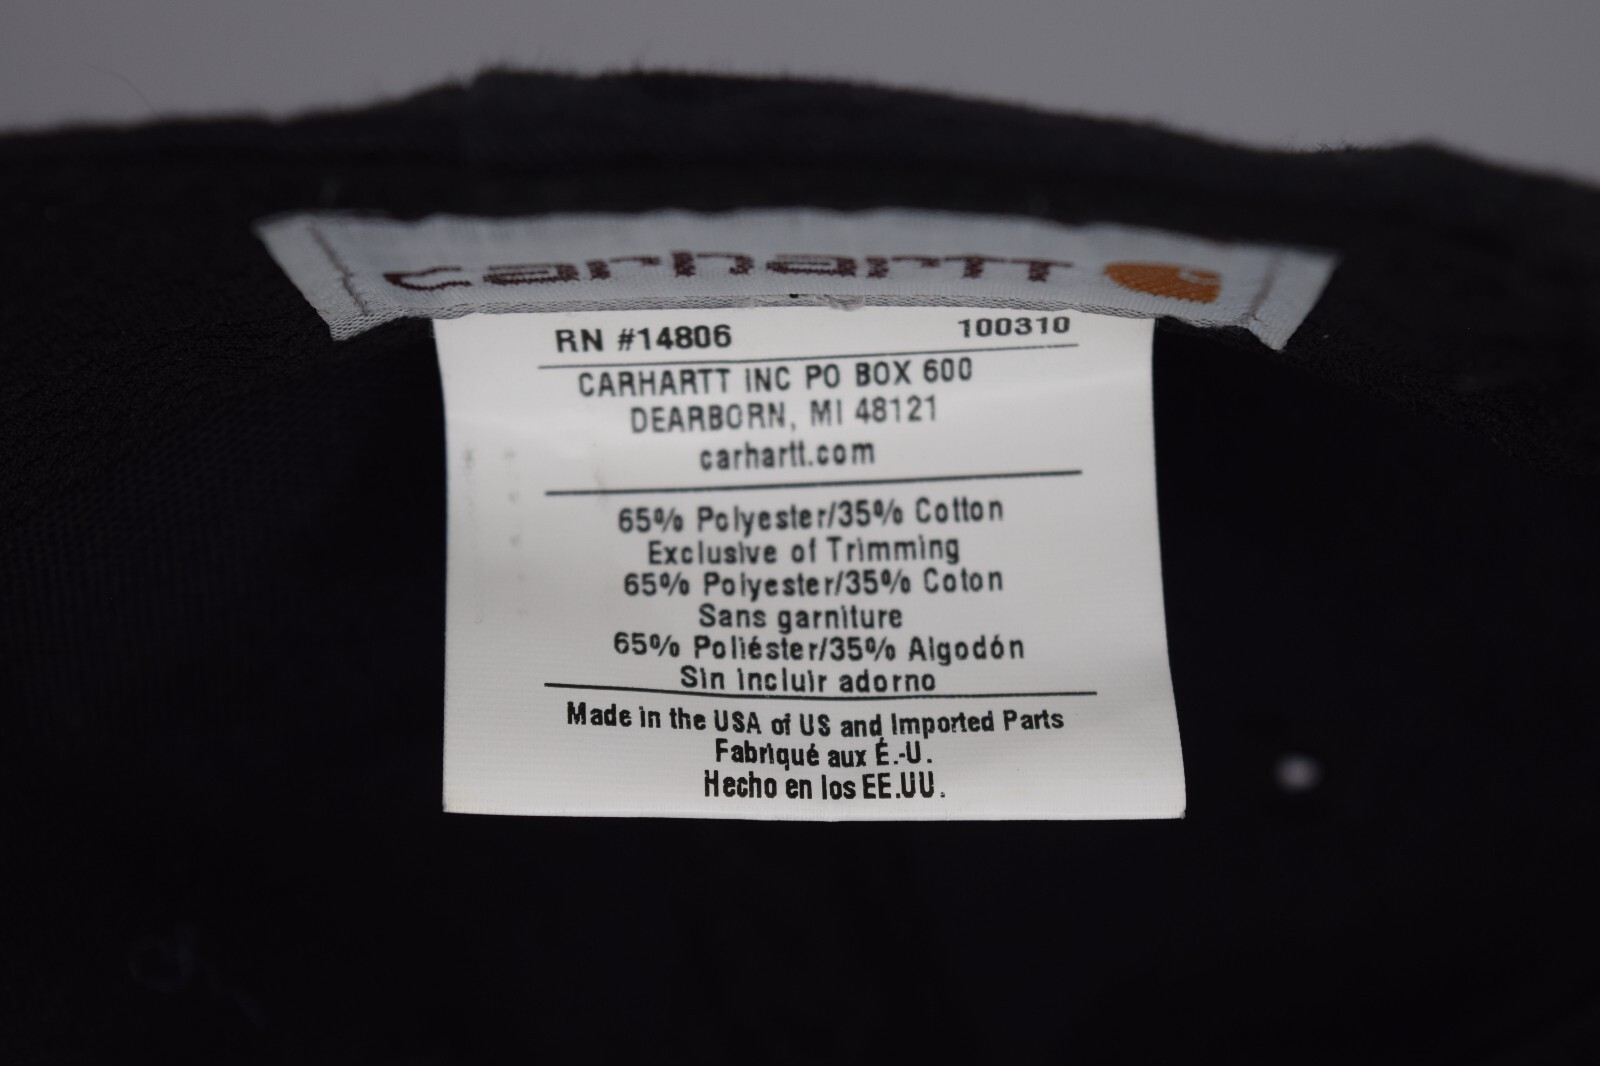 carhartt
RN #14806 100310
CARHARTT INC PO BOX 600
DEARBORN, MI 48121
carhartt.com
65% Polyester/35% Cotton
Exclusive of Trimming
65% Polyester/35% Coton
Sans garniture
65% Poliéster/35% Algodón
Sin incluir adorno
Made in the USA of US and Imported Parts
Fabriqué aux É.-U.
Hecho en los EE.UU.